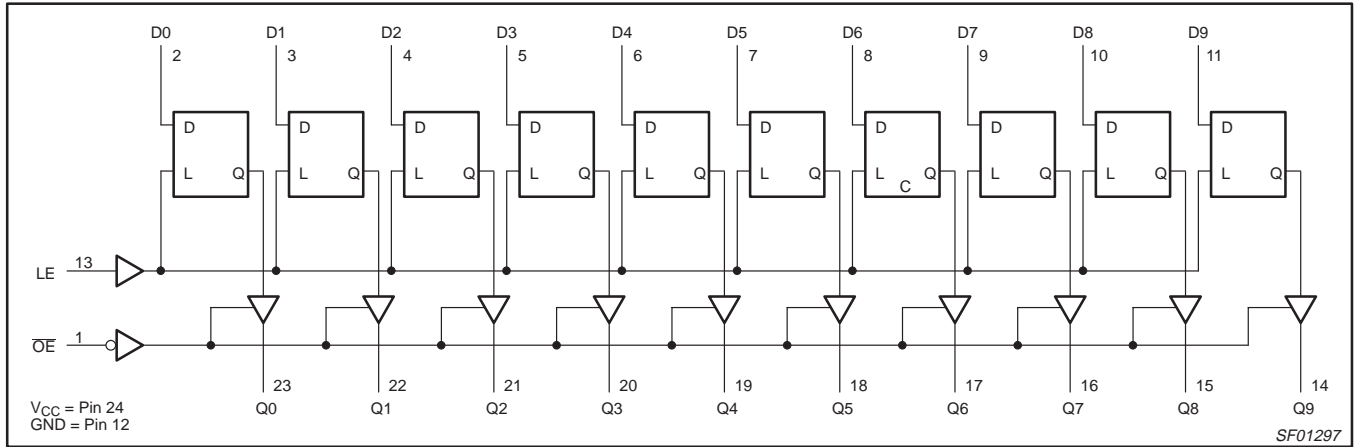 D0 D1 D2 D3 D4 D5 D6 D7 D8 D9
2 3 4 5 6 7 8 9 10 11
D D D D D D D D D D
L Q L Q L Q L Q L Q L Q L Q L Q L Q L Q
C
LE 13
OE 1
23 22 21 20 19 18 17 16 15 14
Q0 Q1 Q2 Q3 Q4 Q5 Q6 Q7 Q8 Q9
VCC = Pin 24
GND = Pin 12
SF01297